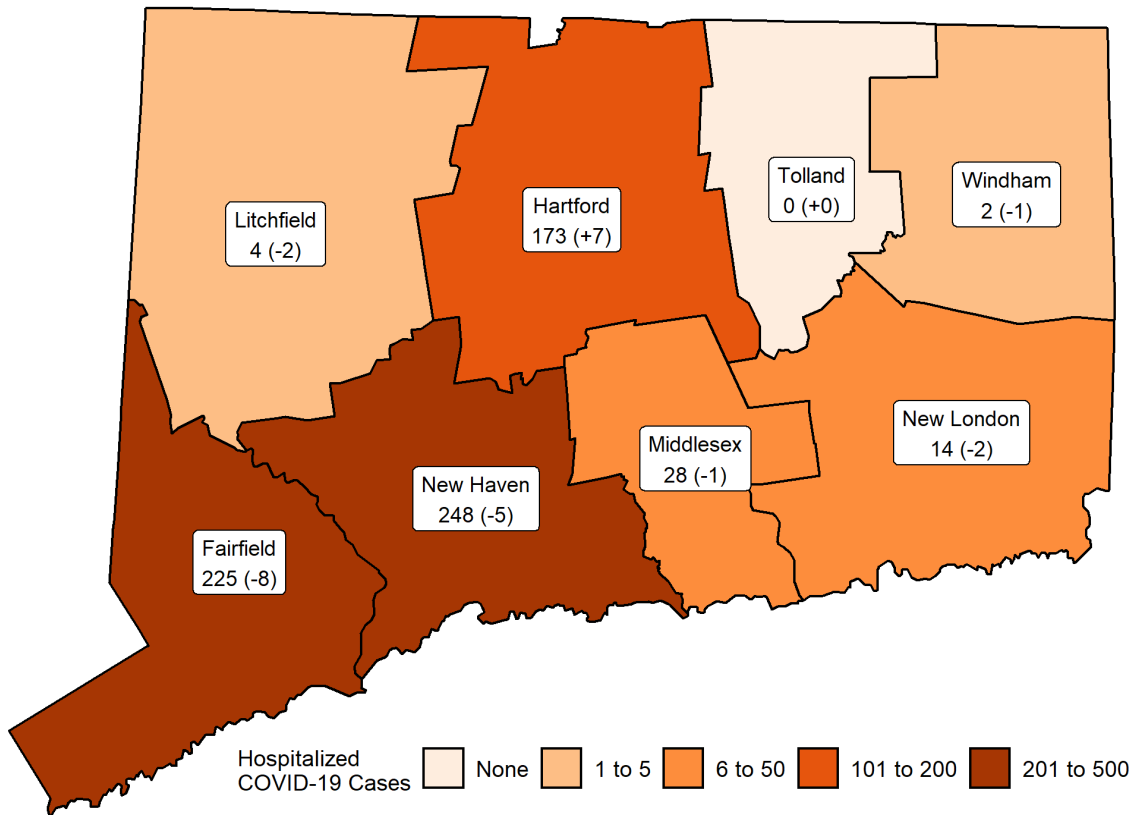 Tolland
0 (+0)
Windham
2 (-1)
Litchfield
4 (-2)
Hartford
173 (+7)
New London
14 (-2)
Middlesex
28 (-1)
New Haven
248 (-5)
Fairfield
225 (-8)
Hospitalized
COVID-19 Cases
None
1 to 5
6 to 50
101 to 200
201 to 500